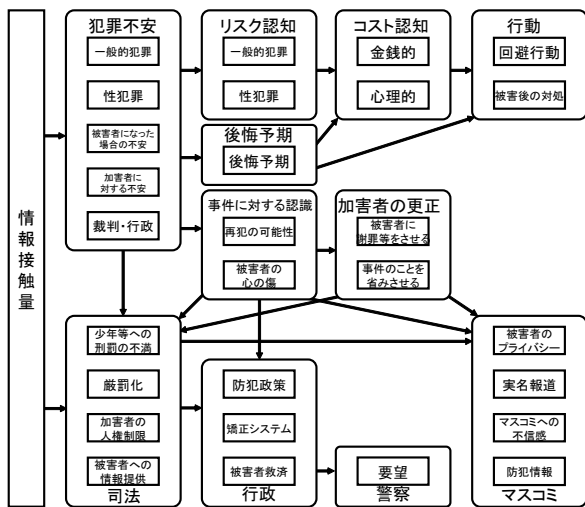 情報接触量
犯罪不安
一般的犯罪
性犯罪
被害者になった
場合の不安
加害者に
対する不安
裁判・行政
リスク認知
一般的犯罪
性犯罪
後悔予期
後悔予期
コスト認知
金銭的
心理的
行動
回避行動
被害後の対処
事件に対する認識
再犯の可能性
被害者の
心の傷
加害者の更正
被害者に
謝罪等をさせる
事件のことを
省みさせる
少年等への
刑罰の不満
厳罰化
加害者の
人権制限
被害者への
情報提供
司法
防犯政策
矯正システム
被害者救済
行政
要望
警察
被害者の
プライバシー
実名報道
マスコミへの
不信感
防犯情報
マスコミ